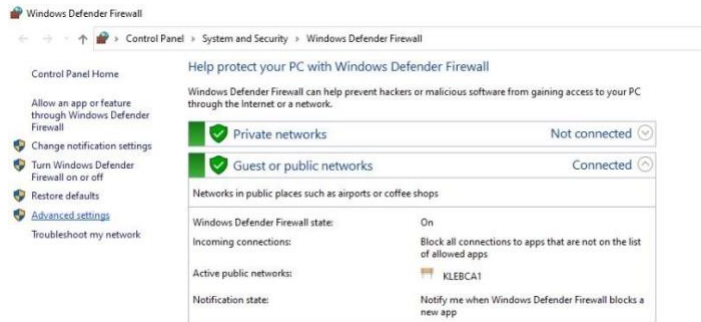 Windows Defender Firewall
Control Panel > System and Security > Windows Defender Firewall
Control Panel Home
Allow an app or feature
through Windows Defender
Firewall
Change notification settings
Turn Windows Defender
Firewall on or off
Restore defaults
Advanced settings
Troubleshoot my network
Help protect your PC with Windows Defender Firewall
Windows Defender Firewall can help prevent hackers or malicious software from gaining access to your PC
through the Internet or a network.
Private networks Not connected
Guest or public networks Connected
Networks in public places such as airports or coffee shops
Windows Defender Firewall state: On
Incoming connections: Block all connections to apps that are not on the list
of allowed apps
Active public networks: KLEBCA1
Notification state: Notify me when Windows Defender Firewall blocks a
new app